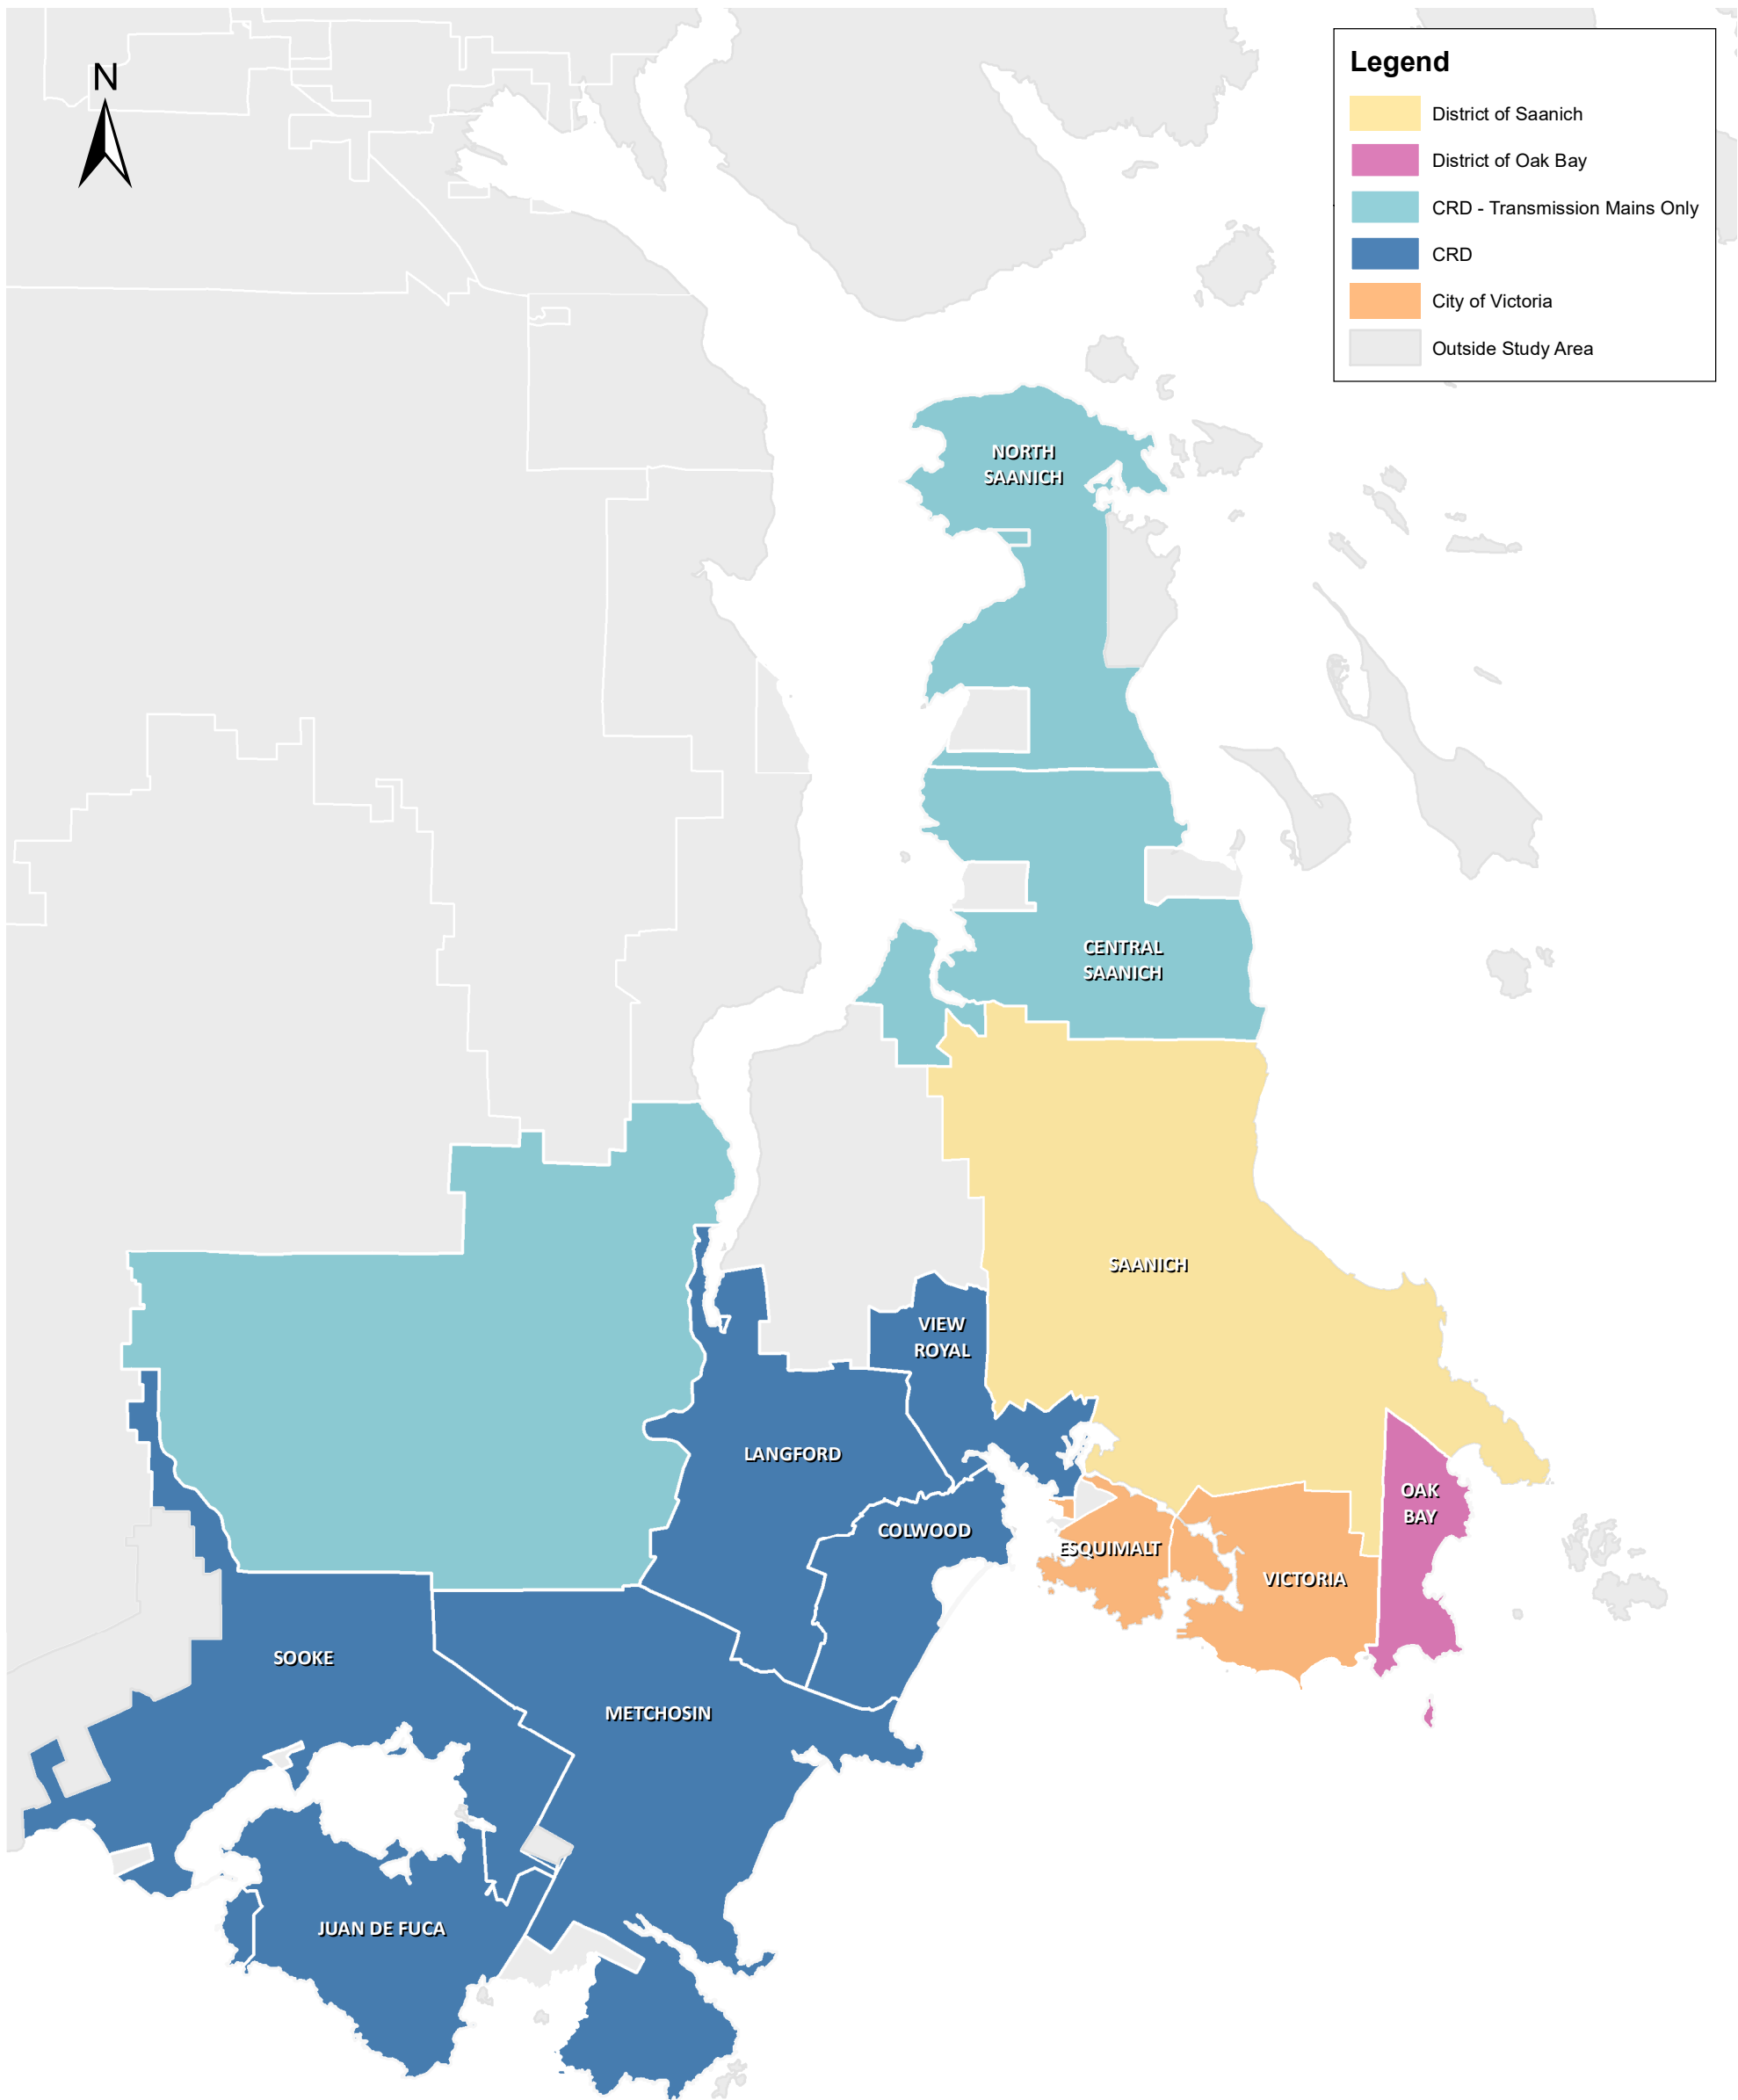 N
Legend
District of Saanich
District of Oak Bay
CRD - Transmission Mains Only
CRD
City of Victoria
Outside Study Area
NORTH
SAANICH
CENTRAL
SAANICH
SAANICH
VIEW
ROYAL
LANGFORD
OAK
BAY
COLWOOD
ESQUIMALT
VICTORIA
SOOKE
METCHOSIN
JUAN DE FUCA